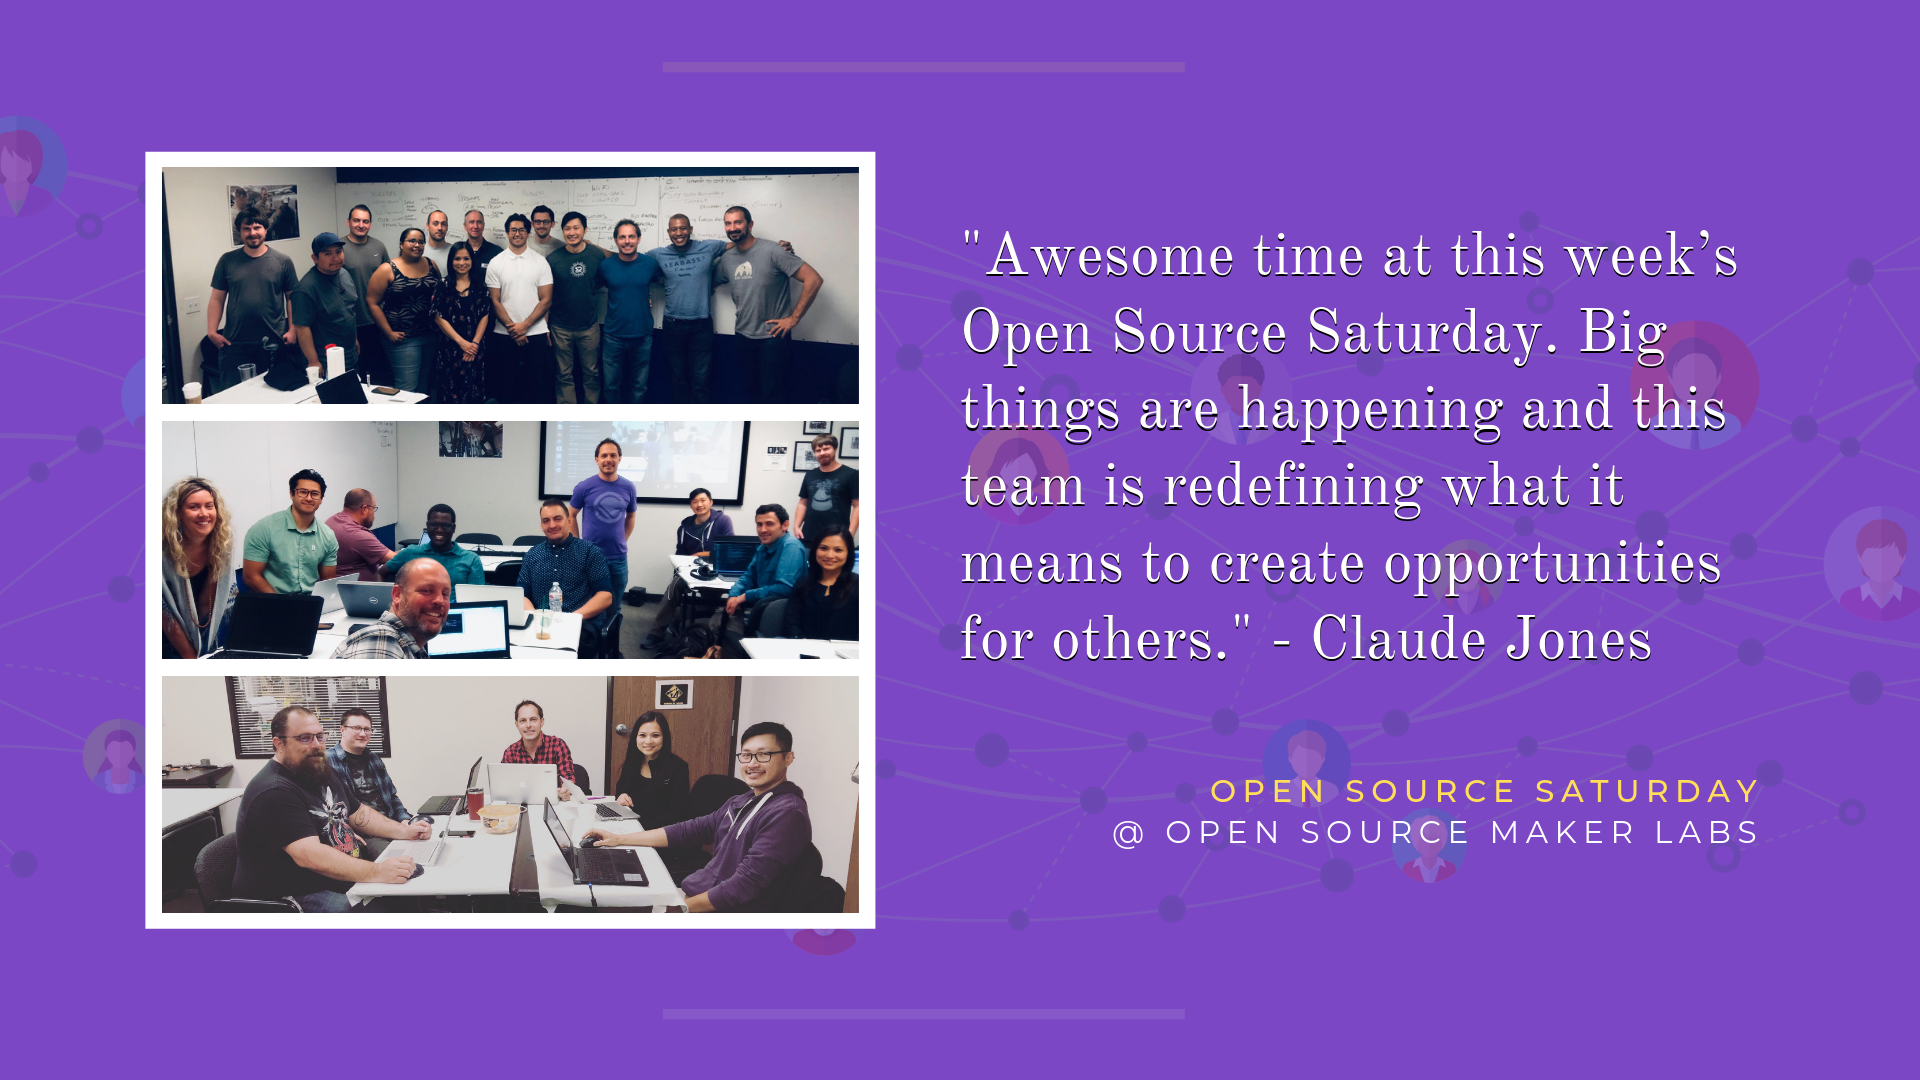 "Awesome time at this week’s
Open Source Saturday. Big
things are happening and this
team is redefining what it
means to create opportunities
for others." - Claude Jones
OPEN SOURCE SATURDAY
@ OPEN SOURCE MAKER LABS